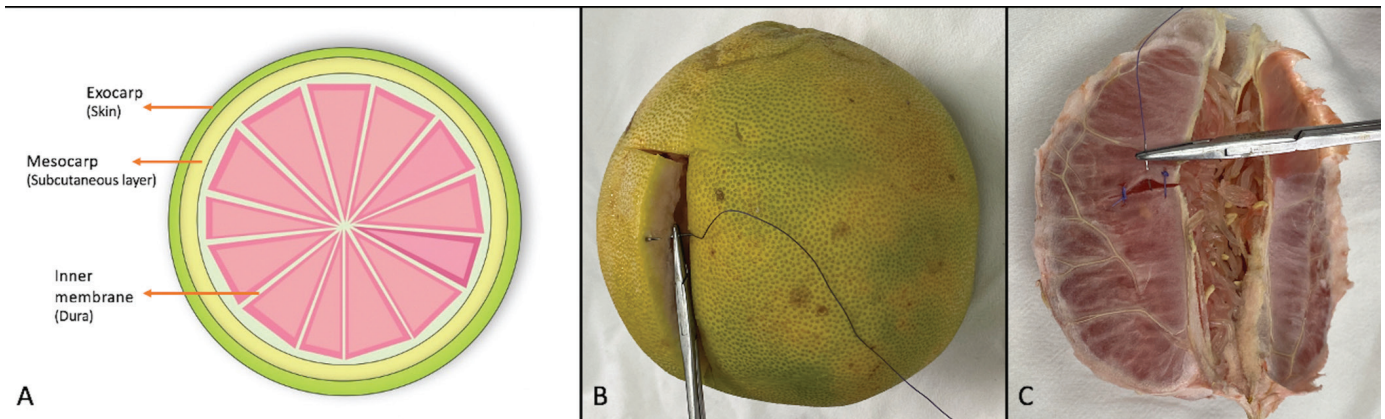 Exocarp
(Skin)
Mesocarp
(Subcutaneous layer)
Inner
membrane
(Dura)
A
B
C